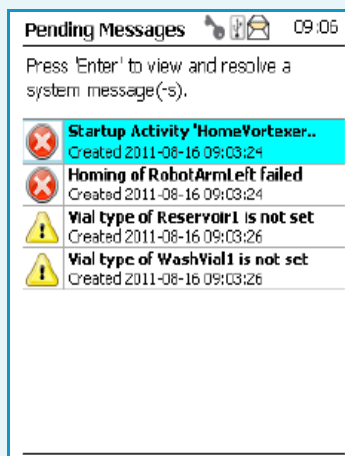 Pending Messages 09:06
Press 'Enter' to view and resolve a
system message(-s).
Startup Activity 'HomeVortexer..
Created 2011-08-16 09:03:24
Homing of RobotArmLeft failed
Created 2011-08-16 09:03:24
Vial type of Reservoir1 is not set
Created 2011-08-16 09:03:26
Vial type of WashVial1 is not set
Created 2011-08-16 09:03:26